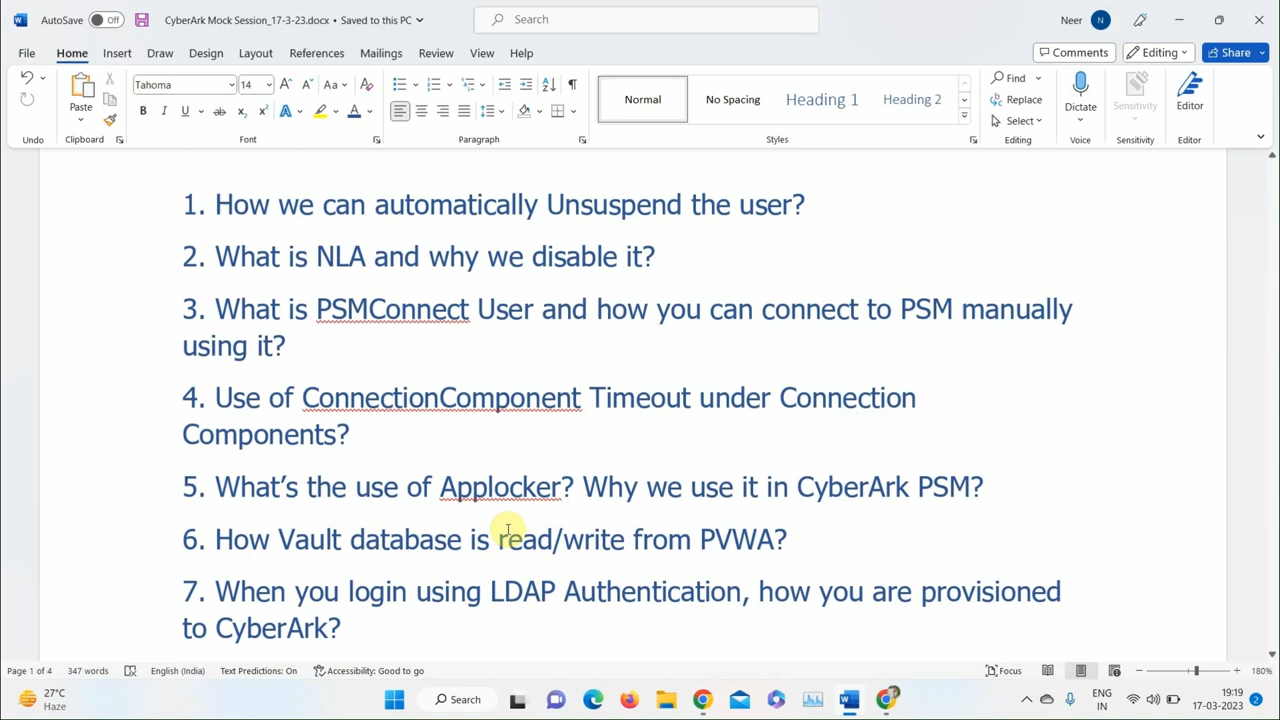 AutoSave Off CyberArk Mock Session_17-3-23.docx • Saved to this PC Search Neer N
File Home Insert Draw Design Layout References Mailings Review View Help Comments Editing Share
Paste Tahoma 14 Aa Normal No Spacing Heading 1 Heading 2 Find Replace Select Dictate Sensitivity Editor
Undo Clipboard Font Paragraph Styles Editing Voice Sensitivity Editor
1. How we can automatically Unsuspend the user?
2. What is NLA and why we disable it?
3. What is PSMConnect User and how you can connect to PSM manually
using it?
4. Use of ConnectionComponent Timeout under Connection
Components?
5. What’s the use of Applocker? Why we use it in CyberArk PSM?
6. How Vault database is read/write from PVWA?
7. When you login using LDAP Authentication, how you are provisioned
to CyberArk?
Page 1 of 4 347 words English (India) Text Predictions: On Accessibility: Good to go Focus 180%
27°C
Haze
Search
ENG
IN
19:19
17-03-2023